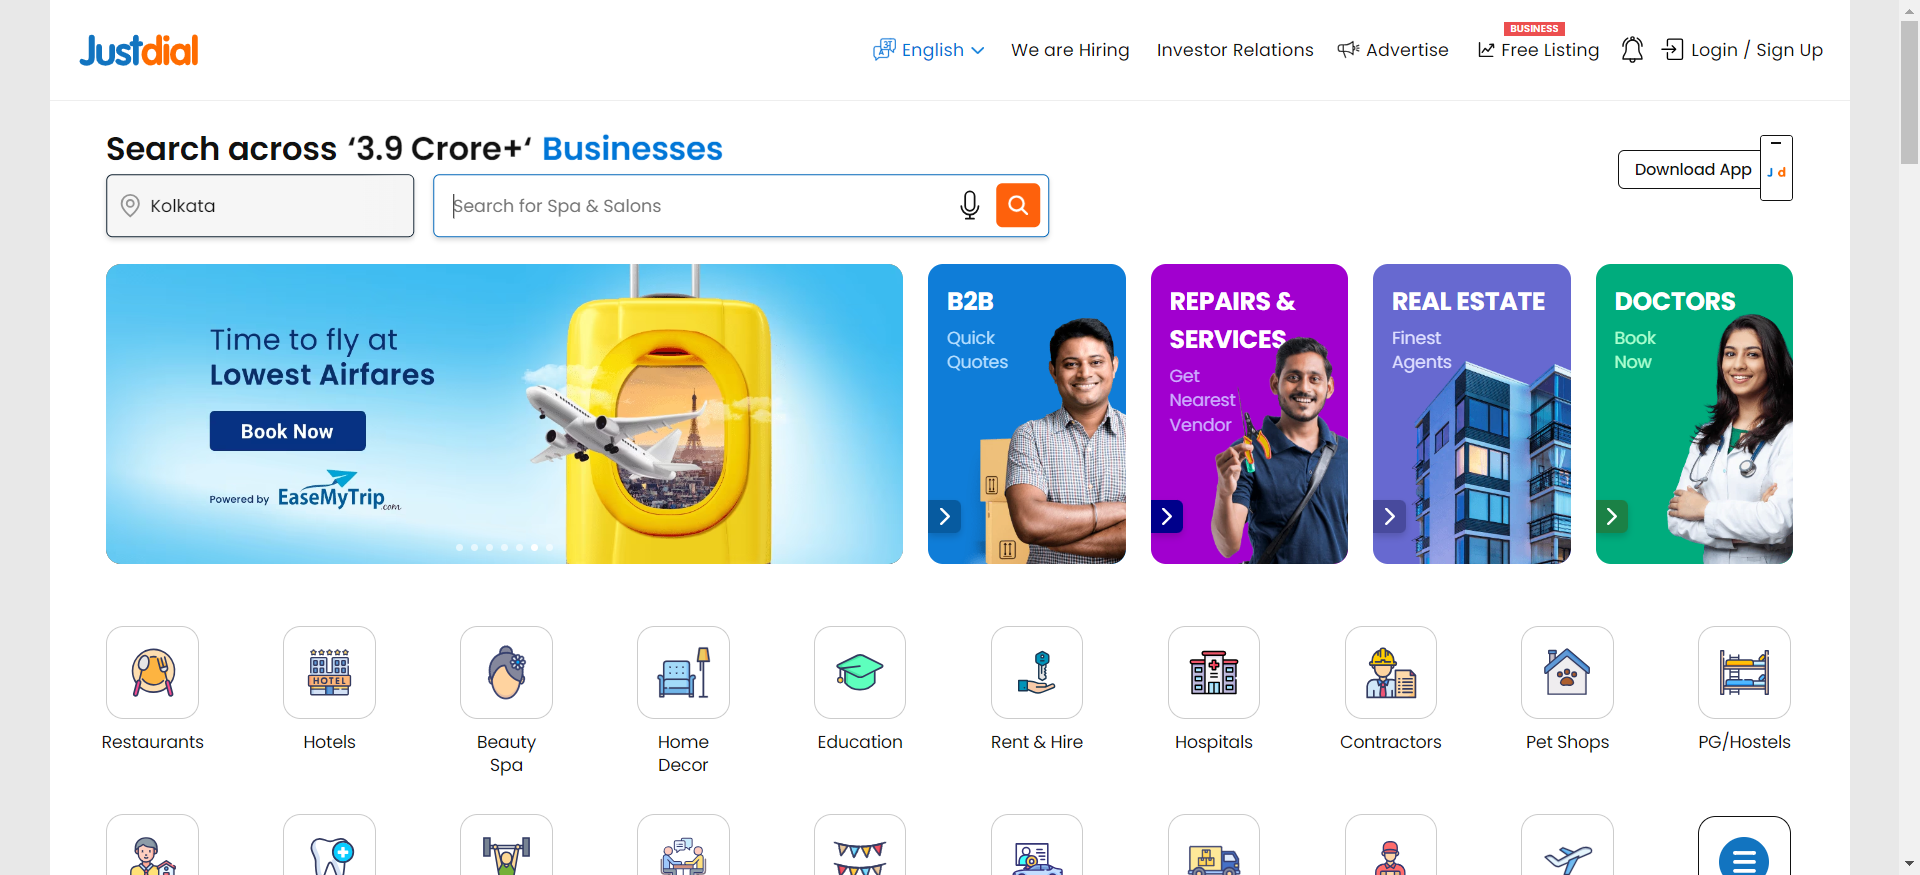 Justdial
English
We are Hiring
Investor Relations
Advertise
BUSINESS
Free Listing
Login / Sign Up
Search across ‘3.9 Crore+‘ Businesses
Download App
J d
Kolkata
Search for Spa & Salons
Time to fly at
Lowest Airfares
Book Now
Powered by EaseMyTrip.com
B2B
Quick
Quotes
REPAIRS &
SERVICES
Get
Nearest
Vendor
REAL ESTATE
Finest
Agents
DOCTORS
Book
Now
HOTEL
Restaurants
Hotels
Beauty
Spa
Home
Decor
Education
Rent & Hire
Hospitals
Contractors
Pet Shops
PG/Hostels